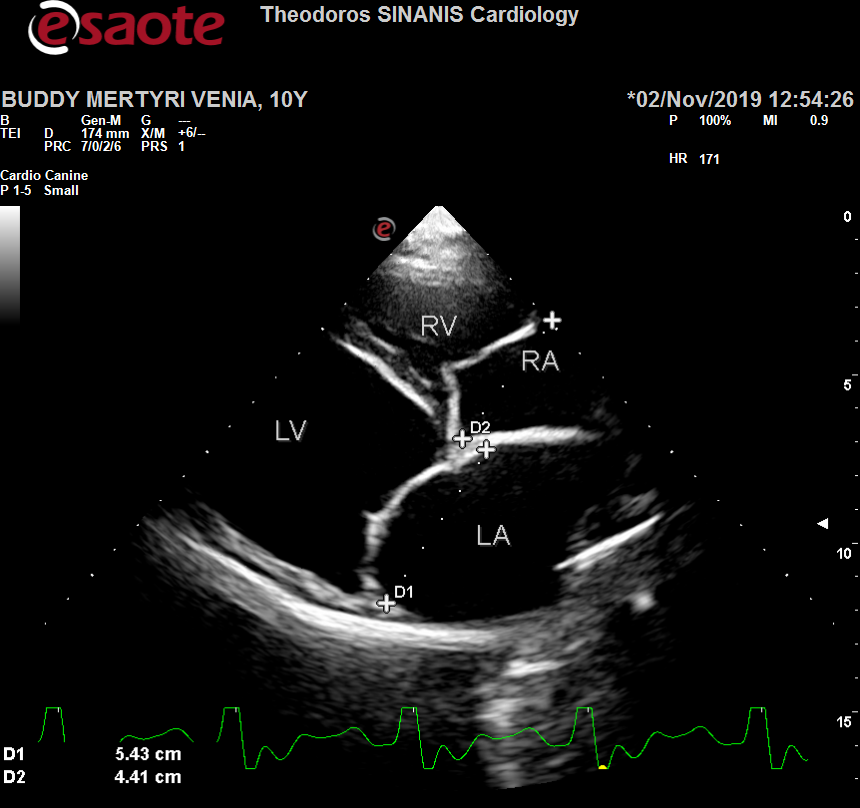 esaote
Theodoros SINANIS Cardiology
BUDDY MERTYRI VENIA, 10Y
*02/Nov/2019 12:54:26
B Gen-M G ---
TEI D 174 mm X/M +6/--
PRC 7/0/2/6 PRS 1
P 100% MI 0.9
HR 171
Cardio Canine
P 1-5 Small
e
0
RV
RA
5
D2
LV
LA
10
D1
15
D1 5.43 cm
D2 4.41 cm